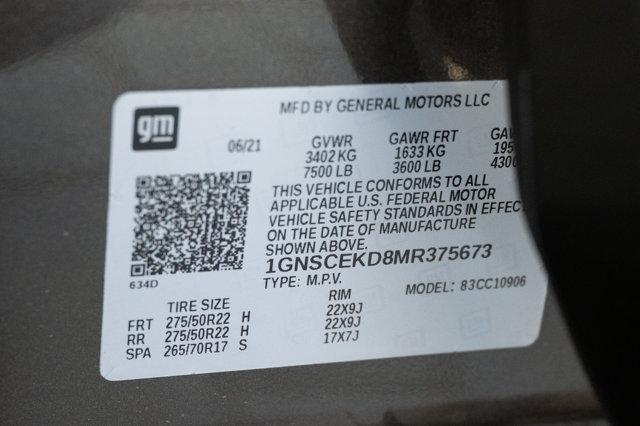 gm
MFD BY GENERAL MOTORS LLC
06/21
GVWR GAWR FRT
3402 KG 1633 KG
7500 LB 3600 LB
THIS VEHICLE CONFORMS TO ALL
APPLICABLE U.S. FEDERAL MOTOR
VEHICLE SAFETY STANDARDS IN EFFECT
ON THE DATE OF MANUFACTURE
SHOWN ABOVE.
1GNSCEKD8MR375673
TYPE: M.P.V.
MODEL: 83CC10906
634D
TIRE SIZE RIM
FRT 275/50R22 H 22X9J
RR 275/50R22 H 22X9J
SPA 265/70R17 S 17X7J